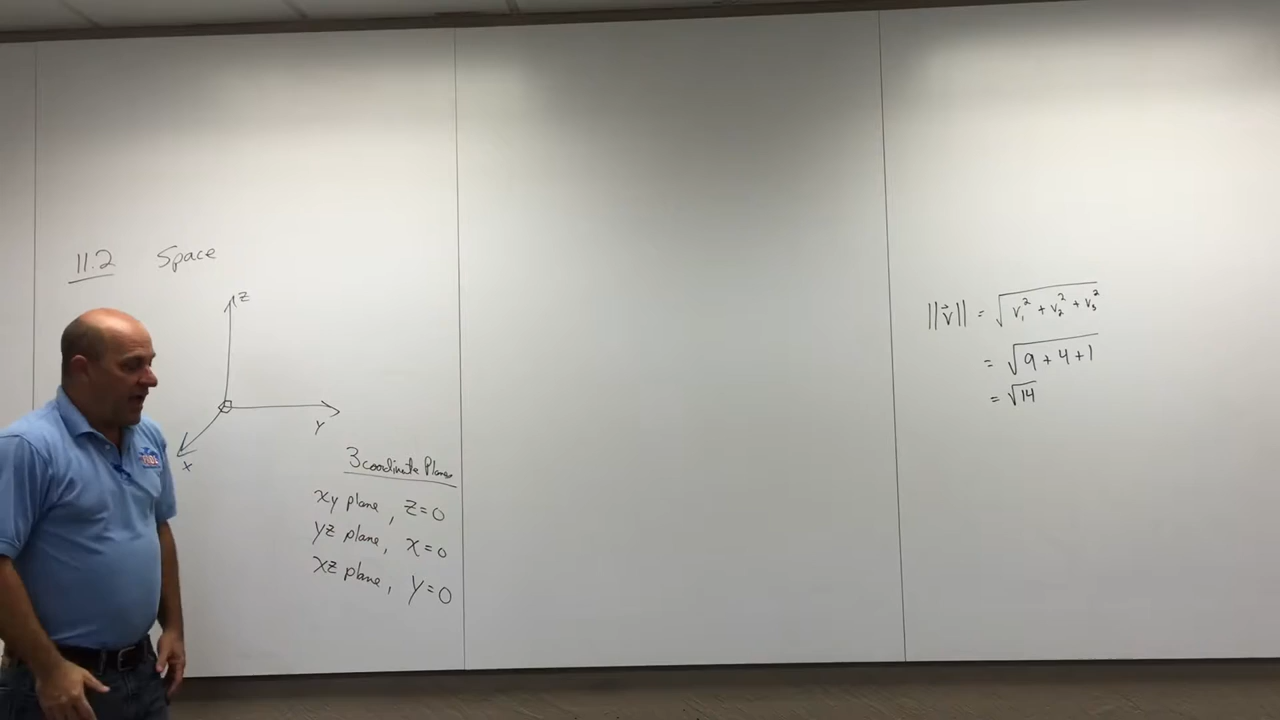 11.2 Space
Z
Y
X
3 coordinate Planes
xy plane, z=0
yz plane, x=0
xz plane, y=0
||v⃗|| = √(v₁² + v₂² + v₃²)
= √(9+4+1)
= √14